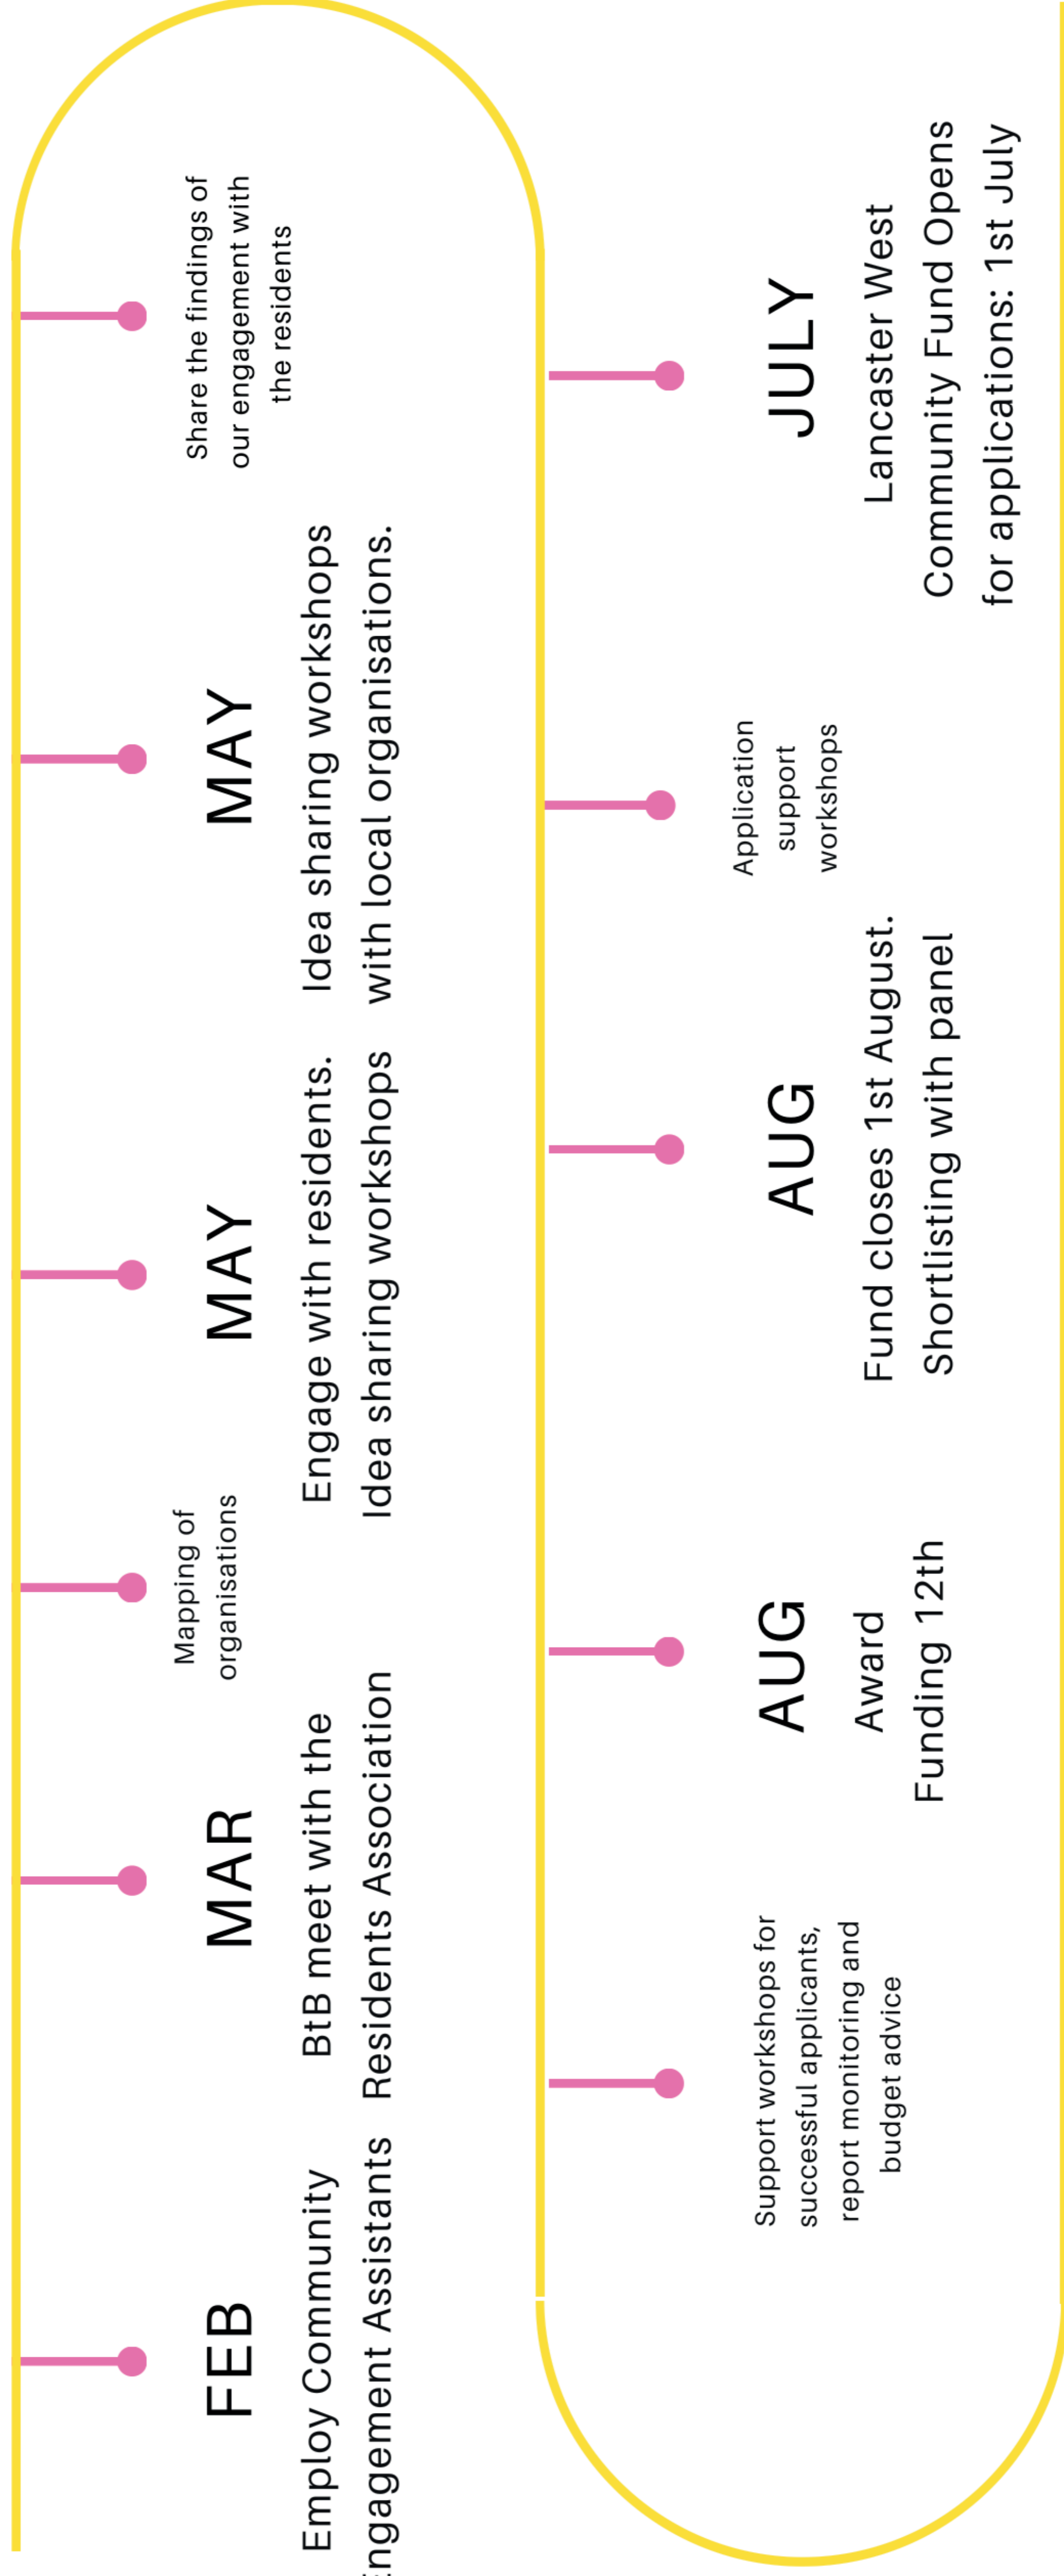 FEB
Employ Community
Engagement Assistants
MAR
BtB meet with the
Residents Association
Mapping of
organisations
MAY
Engage with residents.
Idea sharing workshops
MAY
Idea sharing workshops
with local organisations.
Share the findings of
our engagement with
the residents
JULY
Lancaster West
Community Fund Opens
for applications: 1st July
Application
support
workshops
AUG
Fund closes 1st August.
Shortlisting with panel
AUG
Award
Funding 12th
Support workshops for
successful applicants,
report monitoring and
budget advice